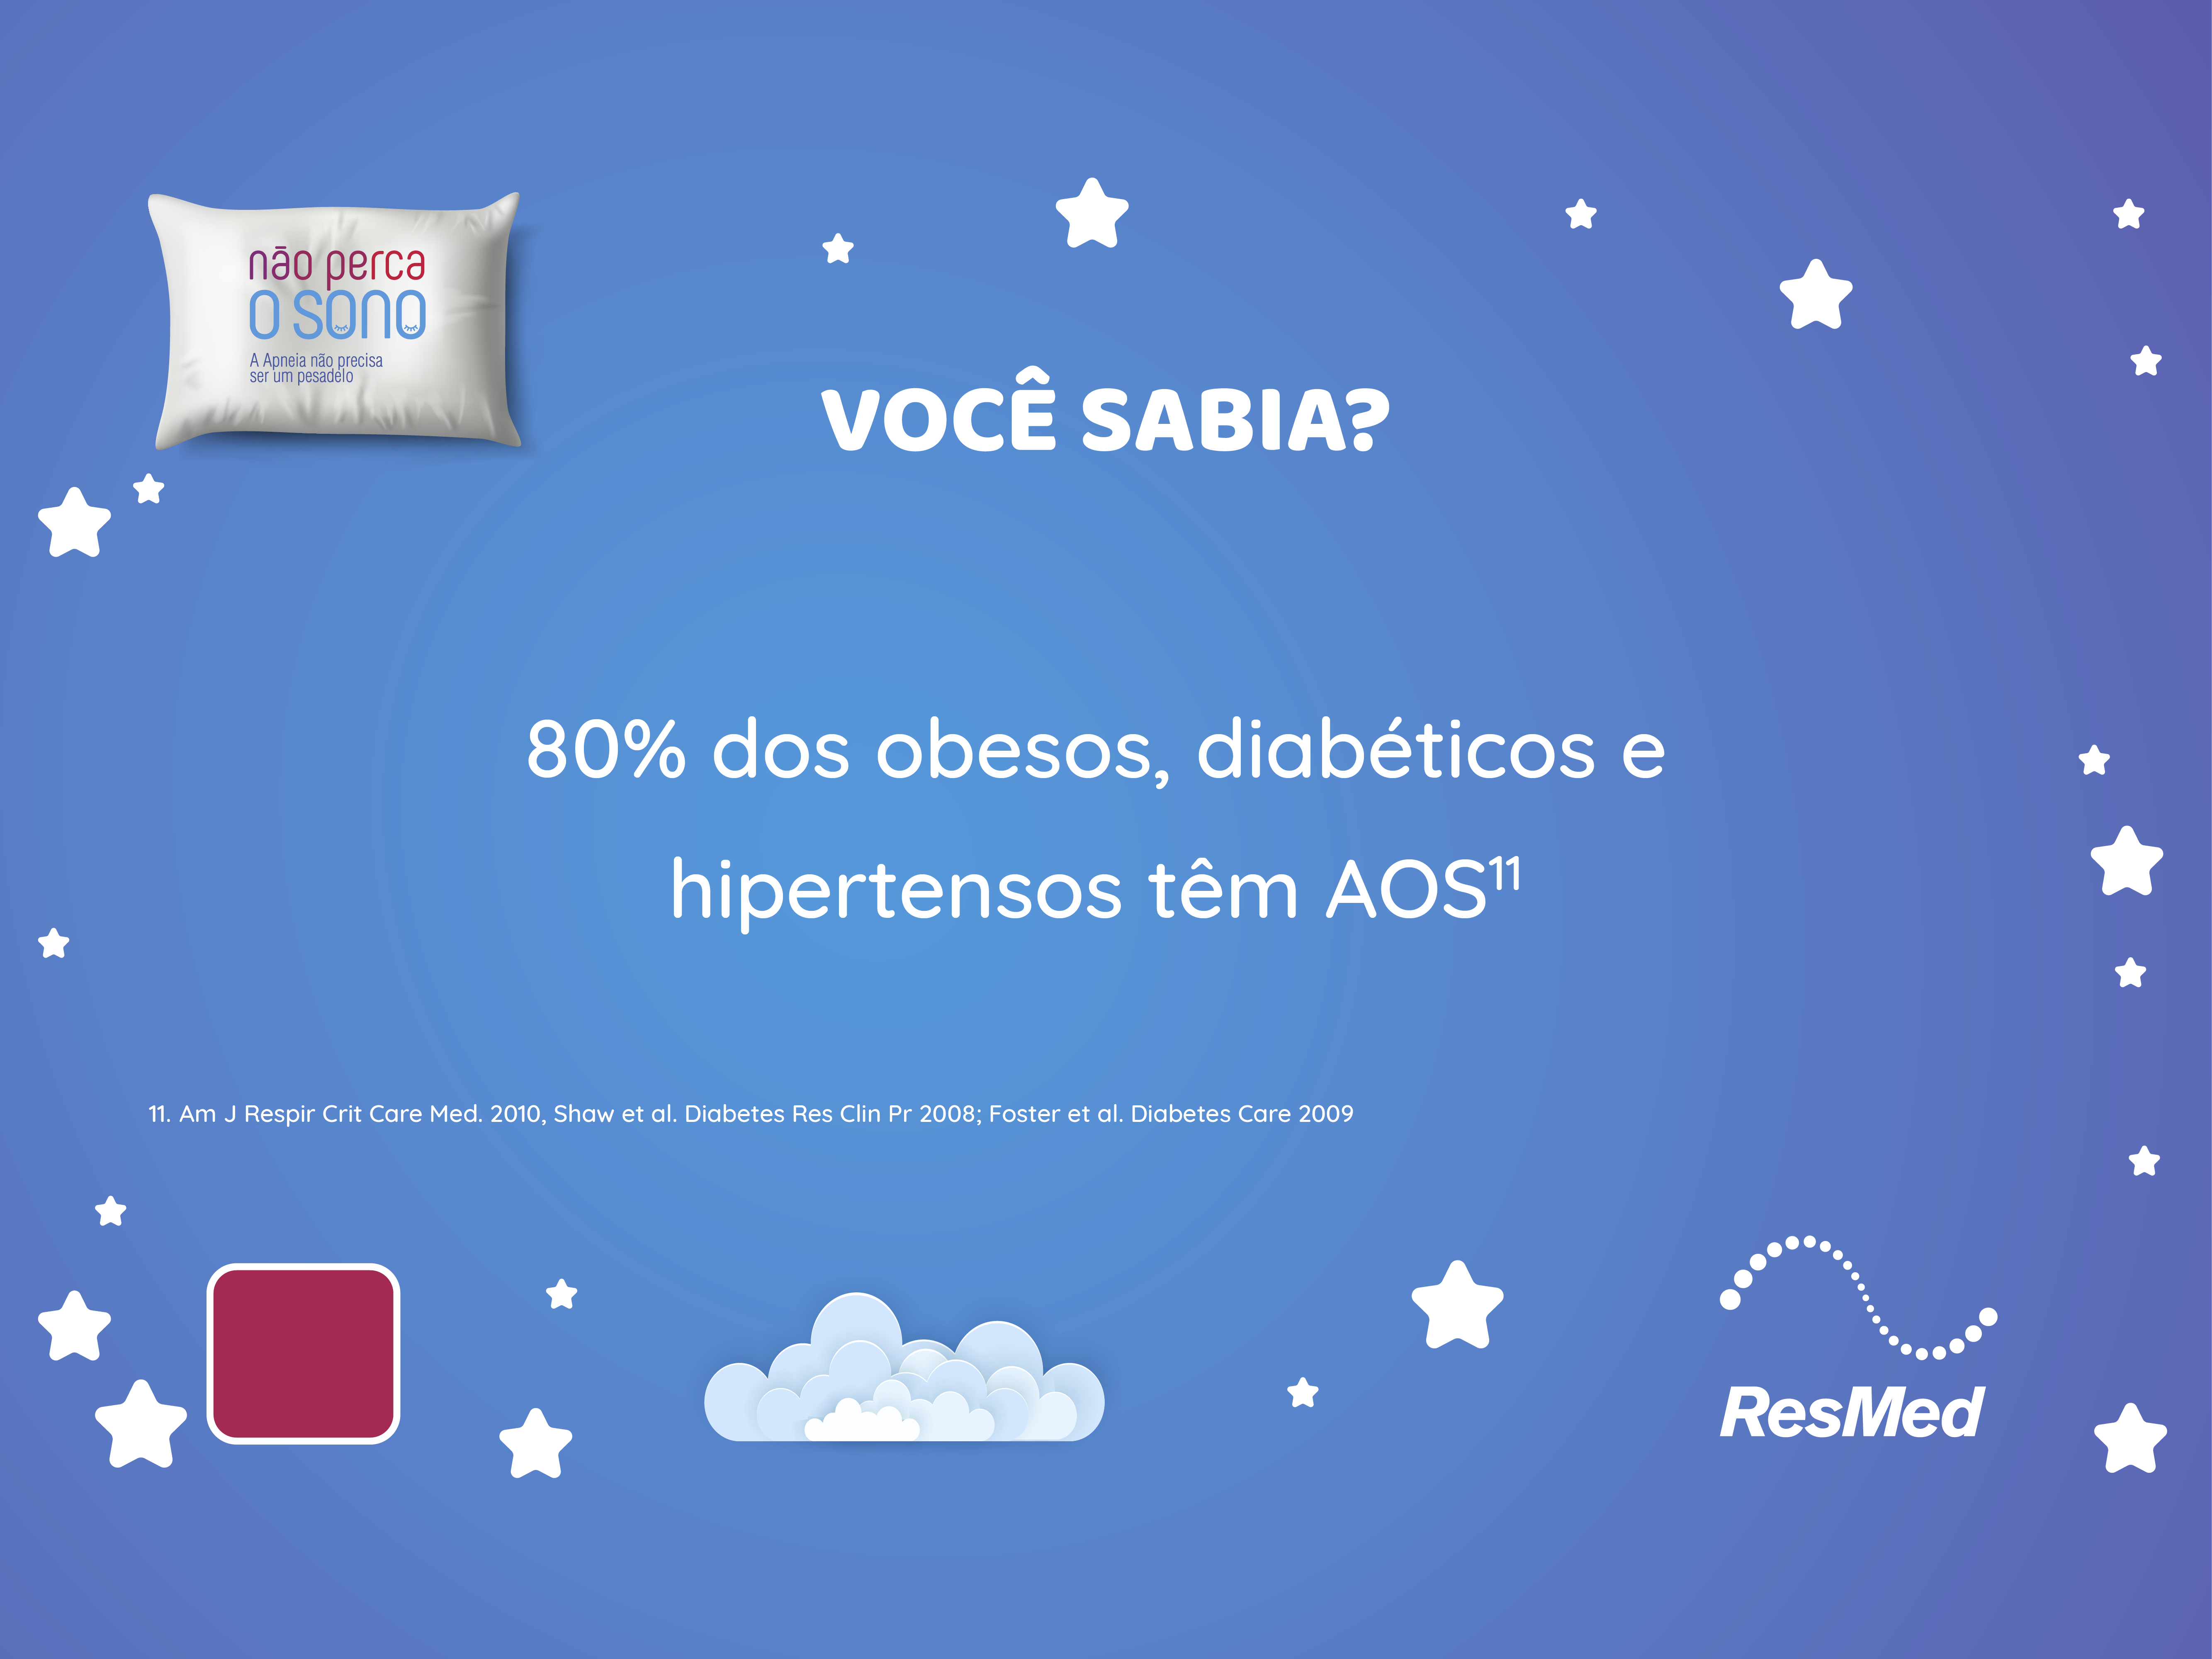 não perca
o sono
A Apneia não precisa
ser um pesadelo
VOCÊ SABIA?
80% dos obesos, diabéticos e
hipertensos têm AOS¹¹
11. Am J Respir Crit Care Med. 2010, Shaw et al. Diabetes Res Clin Pr 2008; Foster et al. Diabetes Care 2009
ResMed